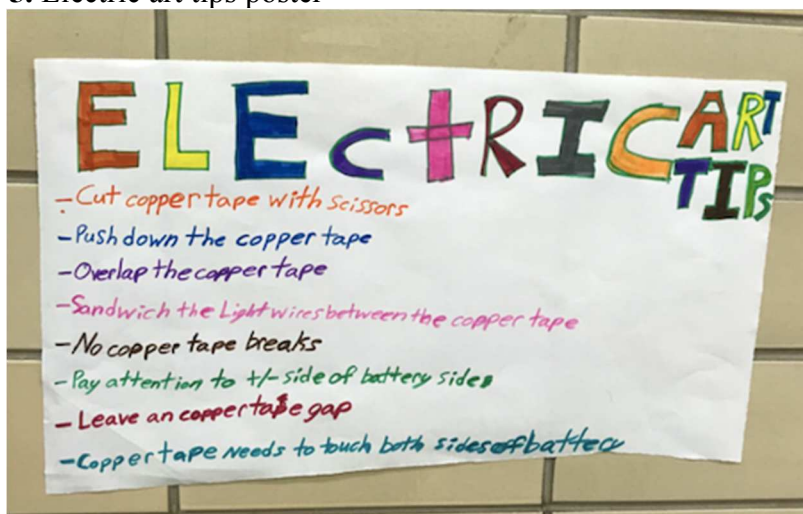 Electric art tips poster
ELEctRIC ART TIPs
- Cut copper tape with scissors
- Push down the copper tape
- Overlap the copper tape
- Sandwich the Light wires between the copper tape
- No copper tape breaks
- Pay attention to +/- side of battery sides
- Leave an copper tape gap
- Copper tape needs to touch both sides of battery